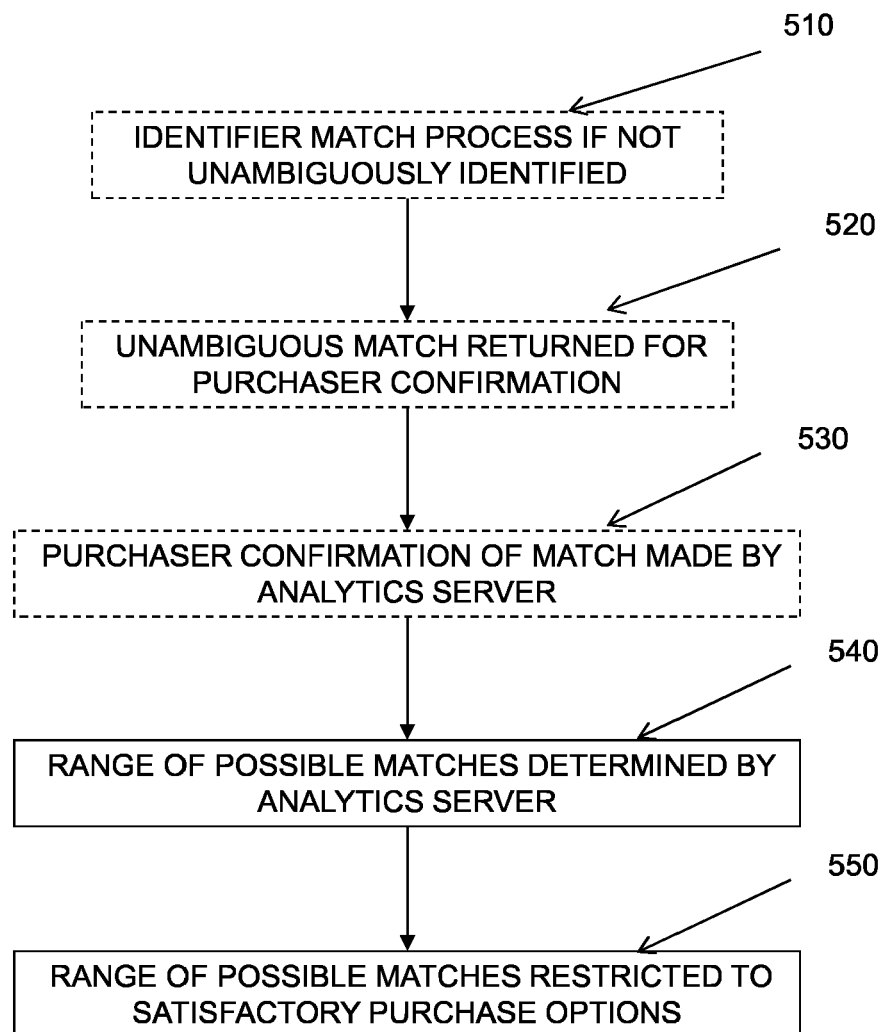 510
IDENTIFIER MATCH PROCESS IF NOT
UNAMBIGUOUSLY IDENTIFIED
520
UNAMBIGUOUS MATCH RETURNED FOR
PURCHASER CONFIRMATION
530
PURCHASER CONFIRMATION OF MATCH MADE BY
ANALYTICS SERVER
540
RANGE OF POSSIBLE MATCHES DETERMINED BY
ANALYTICS SERVER
550
RANGE OF POSSIBLE MATCHES RESTRICTED TO
SATISFACTORY PURCHASE OPTIONS